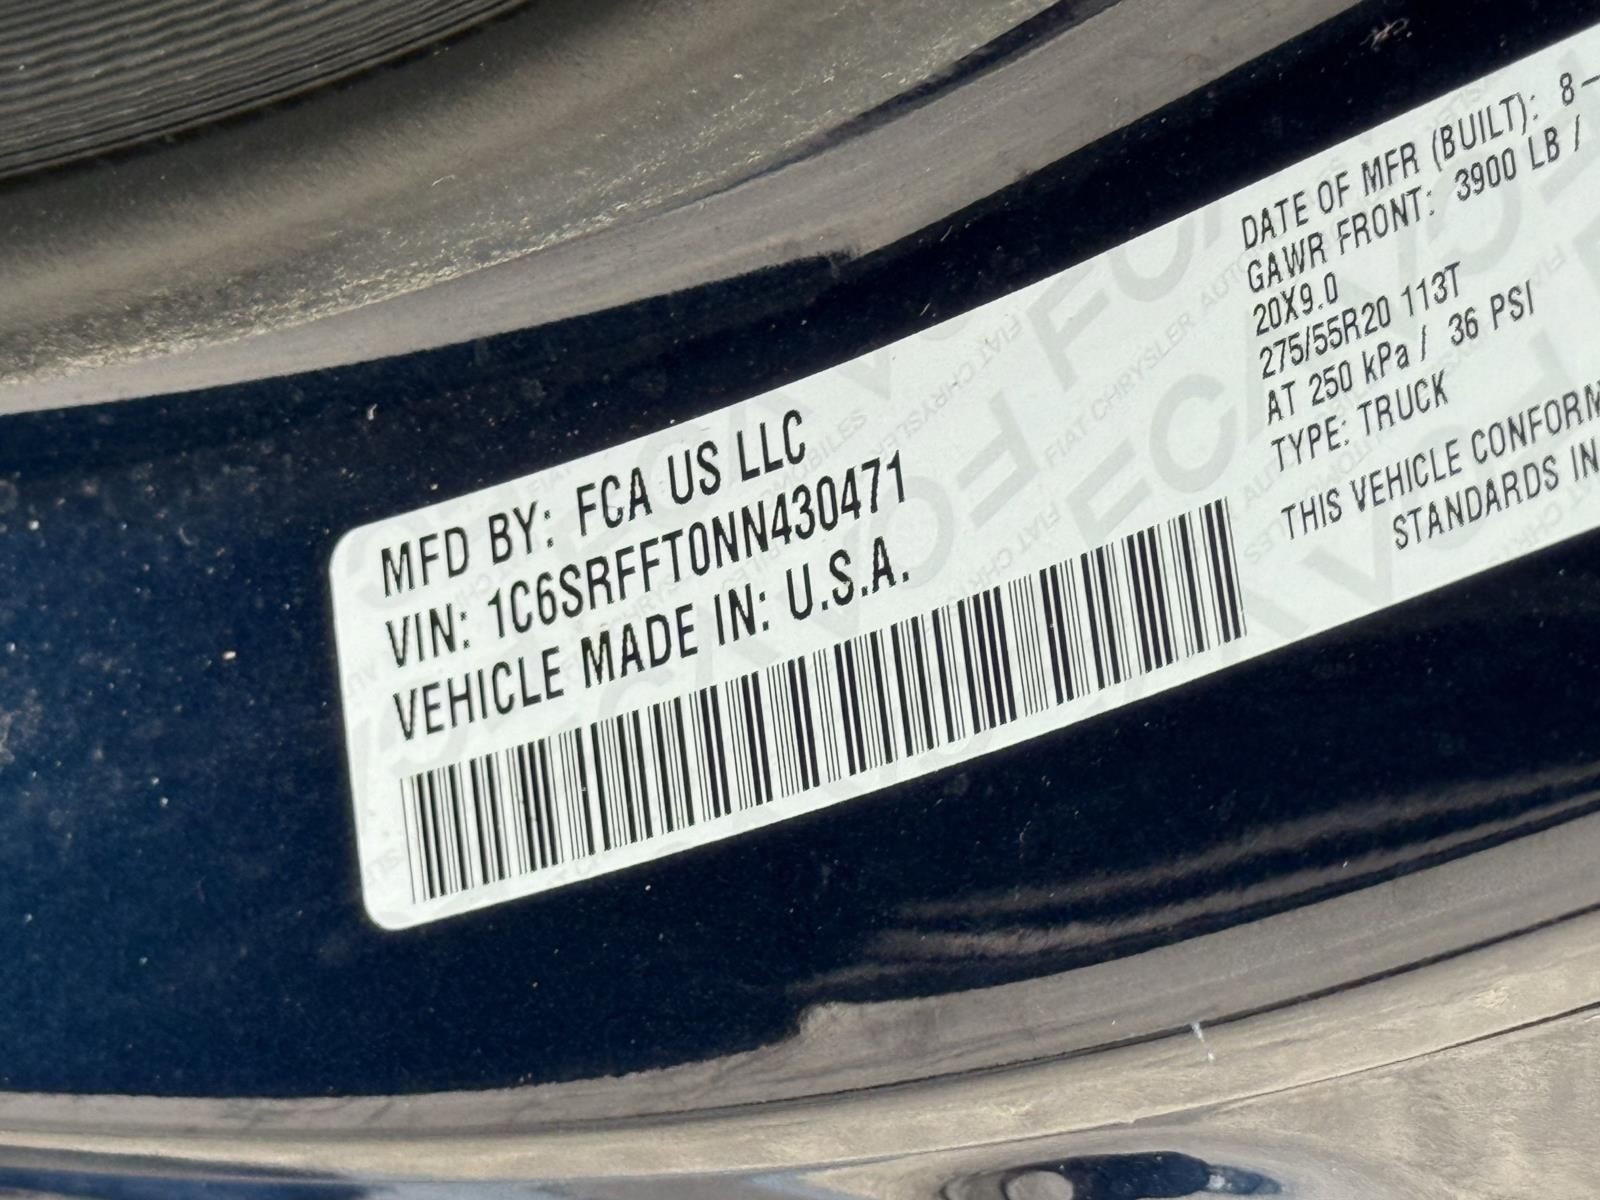 MFD BY: FCA US LLC
VIN: 1C6SRFFT0NN430471
VEHICLE MADE IN: U.S.A.
DATE OF MFR (BUILT): 8–
GAWR FRONT: 3900 LB /
20X9.0
275/55R20 113T
AT 250 kPa / 36 PSI
TYPE: TRUCK
THIS VEHICLE CONFORM
STANDARDS IN